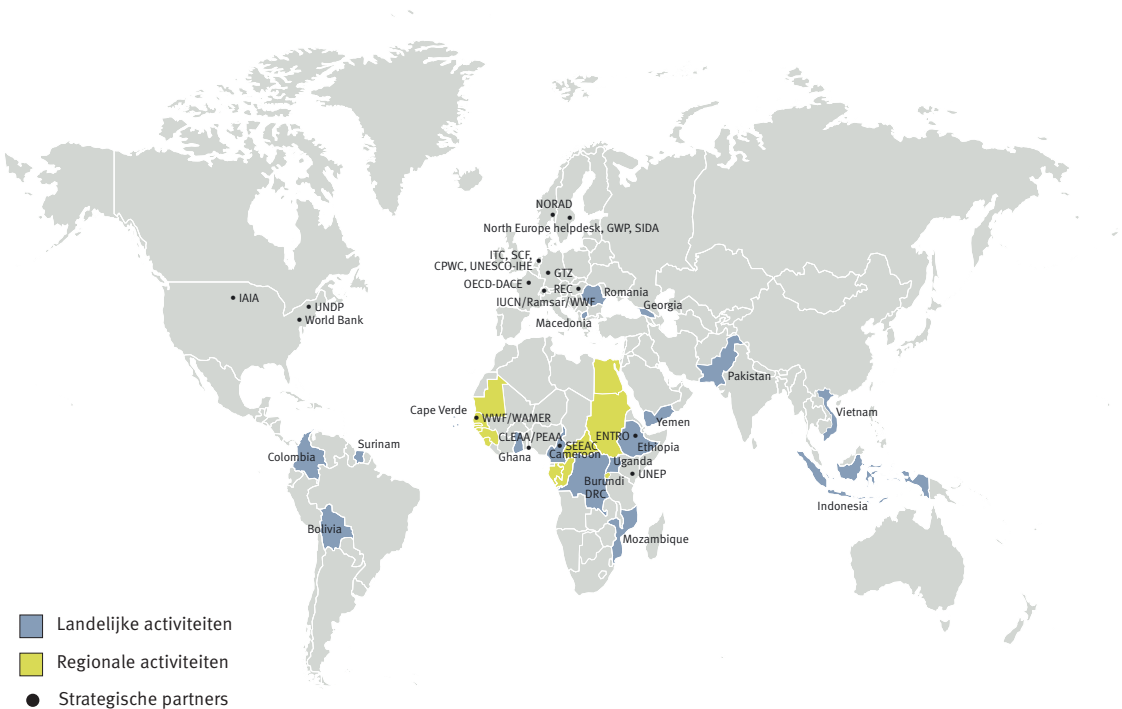 NORAD
North Europe helpdesk, GWP, SIDA
ITC, SCF,
CPWC, UNESCO-IHE
GTZ
OECD-DACE
REC
IUCN/Ramsar/WWF
Romania
Georgia
Macedonia
IAIA
UNDP
World Bank
Pakistan
Cape Verde
WWF/WAMER
Vietnam
Yemen
CLEAA/PEAA
ENTRO
SEEAC
Ethiopia
Surinam
Colombia
Ghana
Cameroon
Uganda
UNEP
Burundi
DRC
Indonesia
Bolivia
Mozambique
Landelijke activiteiten
Regionale activiteiten
Strategische partners